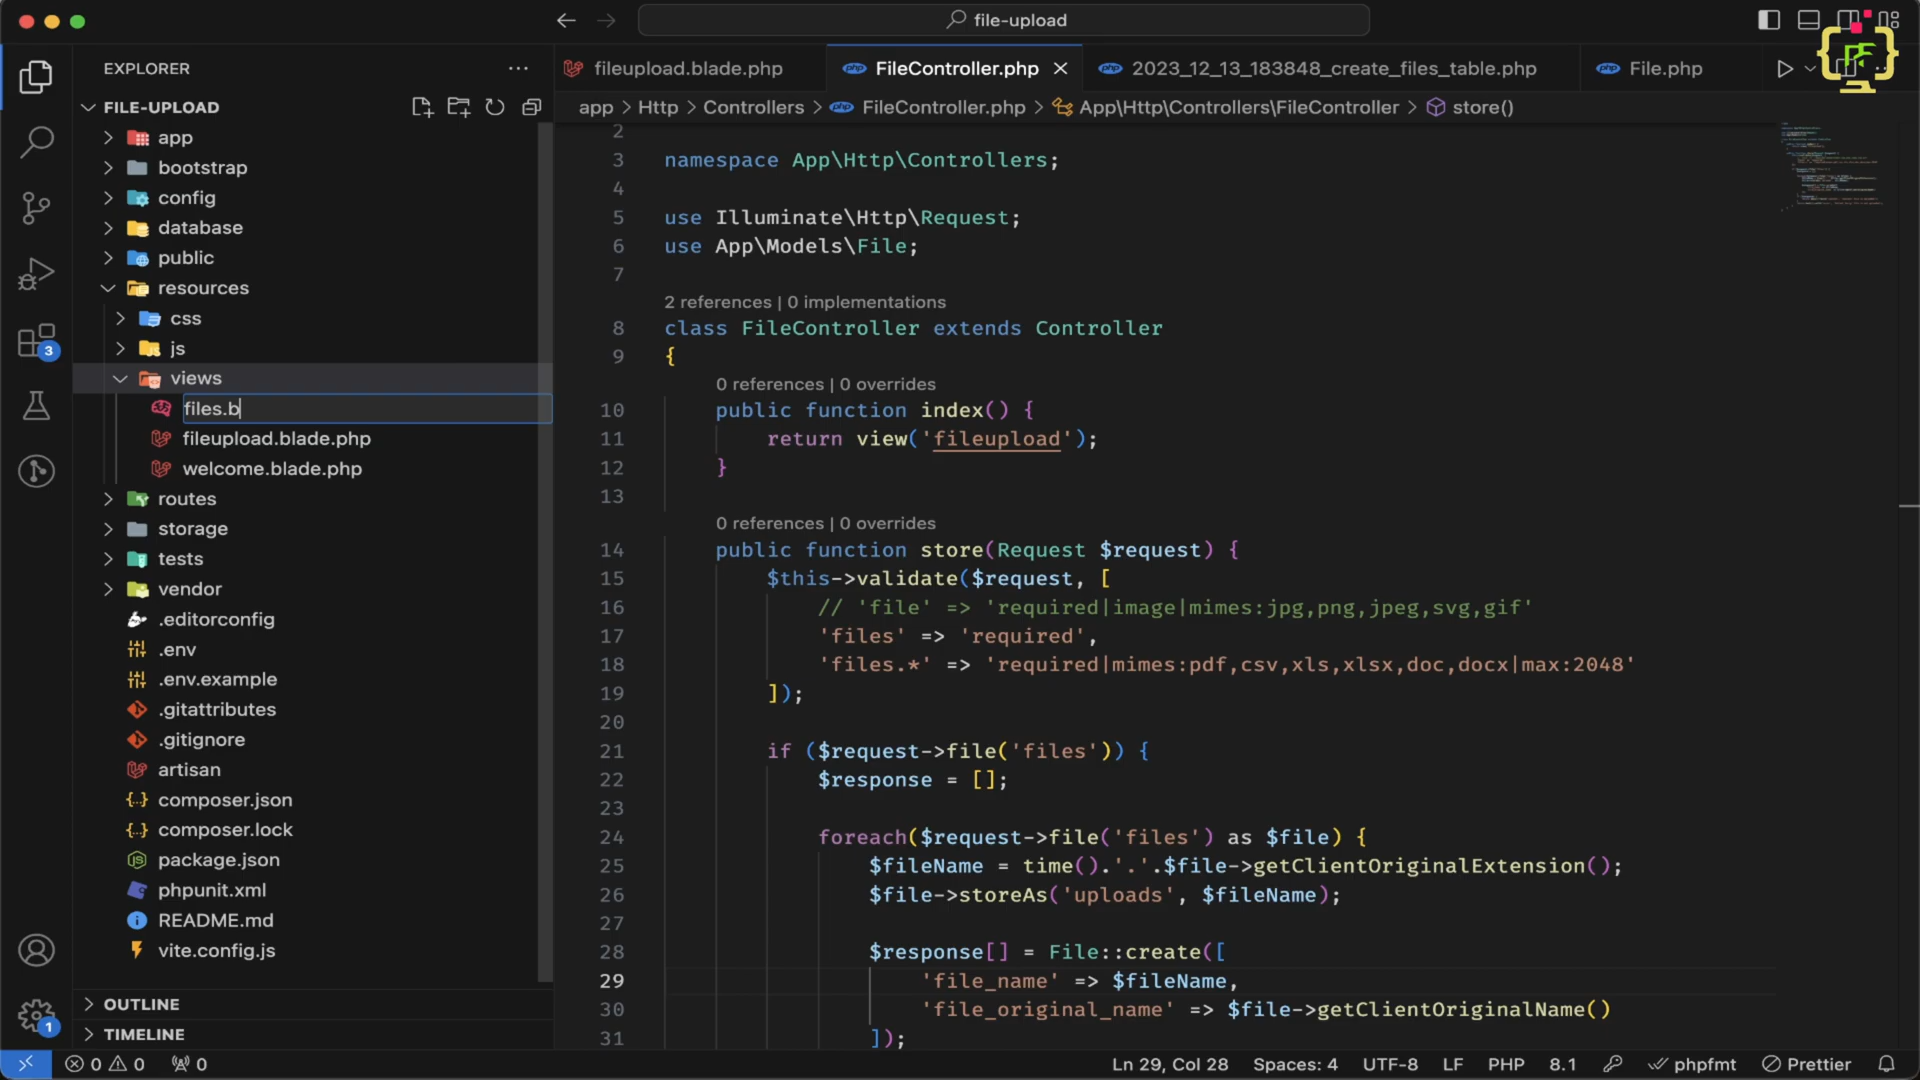 file-upload
EXPLORER
fileupload.blade.php
FileController.php
2023_12_13_183848_create_files_table.php
File.php
FILE-UPLOAD
app > Http > Controllers > FileController.php > App\Http\Controllers\FileController > store()
app
bootstrap
config
database
public
resources
css
js
views
files.b
fileupload.blade.php
welcome.blade.php
routes
storage
tests
vendor
.editorconfig
.env
.env.example
.gitattributes
.gitignore
artisan
composer.json
composer.lock
package.json
phpunit.xml
README.md
vite.config.js
OUTLINE
TIMELINE
3
1
2
3 namespace App\Http\Controllers;
4
5 use Illuminate\Http\Request;
6 use App\Models\File;
7
2 references | 0 implementations
8 class FileController extends Controller
9 {
0 references | 0 overrides
10 public function index() {
11 return view('fileupload');
12 }
13
0 references | 0 overrides
14 public function store(Request $request) {
15 $this->validate($request, [
16 // 'file' => 'required|image|mimes:jpg,png,jpeg,svg,gif'
17 'files' => 'required',
18 'files.*' => 'required|mimes:pdf,csv,xls,xlsx,doc,docx|max:2048'
19 ]);
20
21 if ($request->file('files')) {
22 $response = [];
23
24 foreach($request->file('files') as $file) {
25 $fileName = time().'.'.$file->getClientOriginalExtension();
26 $file->storeAs('uploads', $fileName);
27
28 $response[] = File::create([
29 'file_name' => $fileName,
30 'file_original_name' => $file->getClientOriginalName()
31 ]);
0 0 0
Ln 29, Col 28 Spaces: 4 UTF-8 LF PHP 8.1 phpfmt Prettier